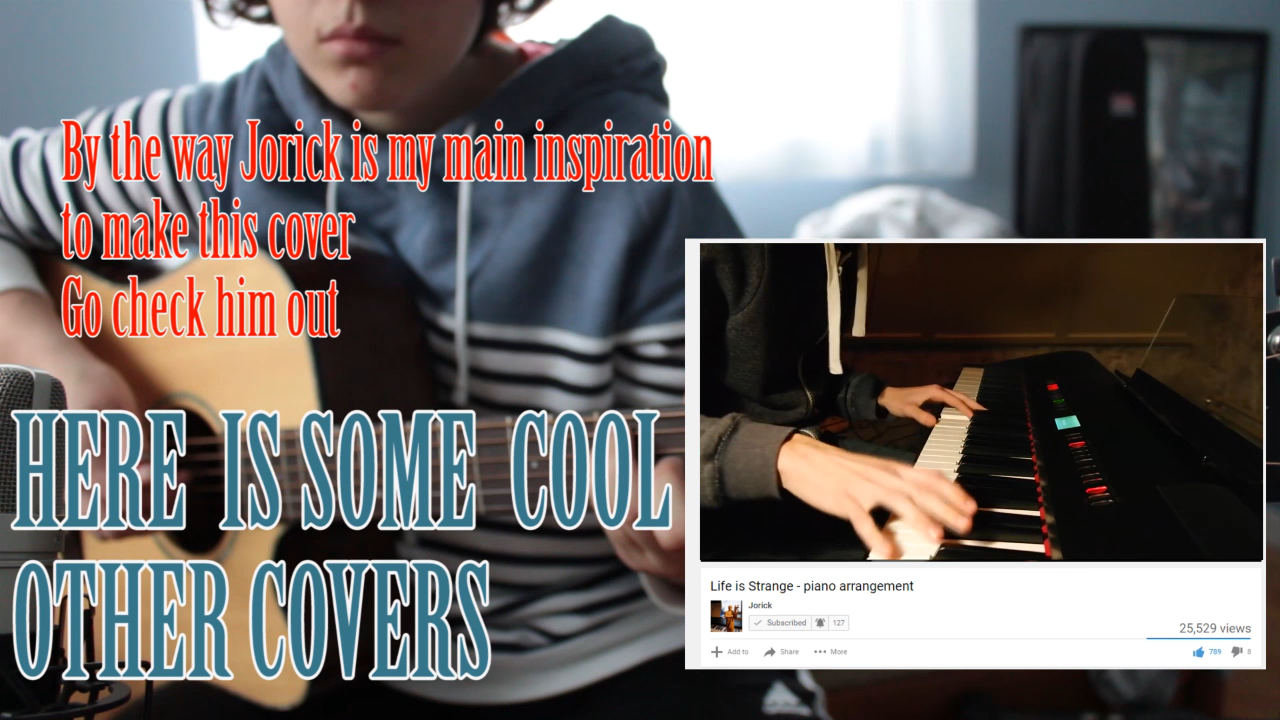 By the way Jorick is my main inspiration
to make this cover
Go check him out
HERE IS SOME COOL
OTHER COVERS
Life is Strange - piano arrangement
Jorick
Subscribed 127
25,529 views
Add to Share More 789 8